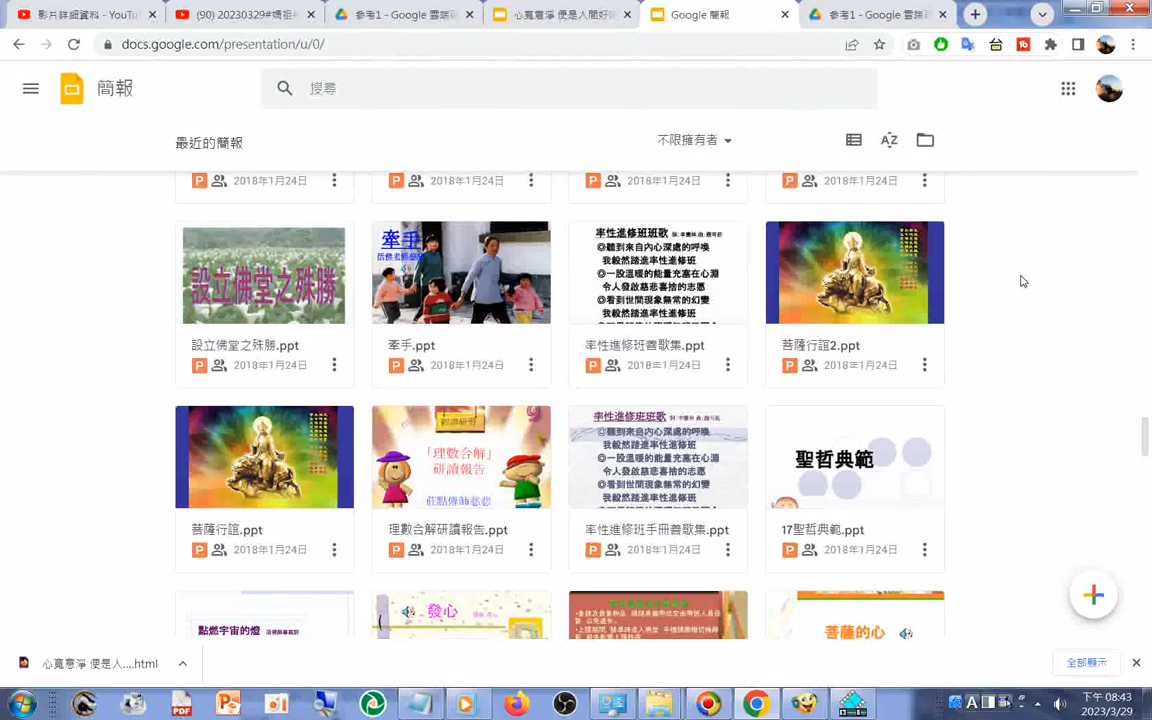 影片詳細資料 - YouTu
(90) 20230329#媽祖
參考1 - Google 雲端
心寬意淨 便是人間好
Google 簡報
參考1 - Google 雲端
docs.google.com/presentation/u/0/
簡報
搜尋
最近的簡報
不限擁有者
2018年1月24日
2018年1月24日
2018年1月24日
2018年1月24日
設立佛堂之殊勝
牽手
率性進修班班歌
◎聽到來自內心深處的呼喚
我毅然踏進率性進修班
◎一股溫暖的能量充塞在心淵
令人發啟慈悲喜捨的志愿
◎看到世間現象無常的幻變
我毅然踏進率性進修班
設立佛堂之殊勝.ppt
牽手.ppt
率性進修班善歌集.ppt
菩薩行誼2.ppt
2018年1月24日
2018年1月24日
2018年1月24日
2018年1月24日
「理數合解」
研讀報告
率性進修班班歌
◎聽到來自內心深處的呼喚
我毅然踏進率性進修班
◎一股溫暖的能量充塞在心淵
令人發啟慈悲喜捨的志愿
◎看到世間現象無常的幻變
我毅然踏進率性進修班
聖哲典範
菩薩行誼.ppt
理數合解研讀報告.ppt
率性進修班手冊善歌集.ppt
17聖哲典範.ppt
2018年1月24日
2018年1月24日
2018年1月24日
2018年1月24日
點燃宇宙的燈
發心
菩薩的心
心寬意淨 便是人....html
全部顯示
下午 08:43
2023/3/29